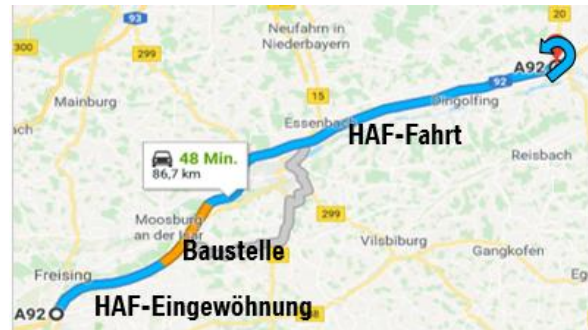 93
20
300
Neufahrn in
Niederbayern
299
A92
92
Mainburg
15
Dingolfing
Essenbach
HAF-Fahrt
48 Min.
86,7 km
Reisbach
Moosburg
an der Isar
299
Vilsbiburg
Baustelle
Gangkofen
Freising
A92
HAF-Eingewöhnung